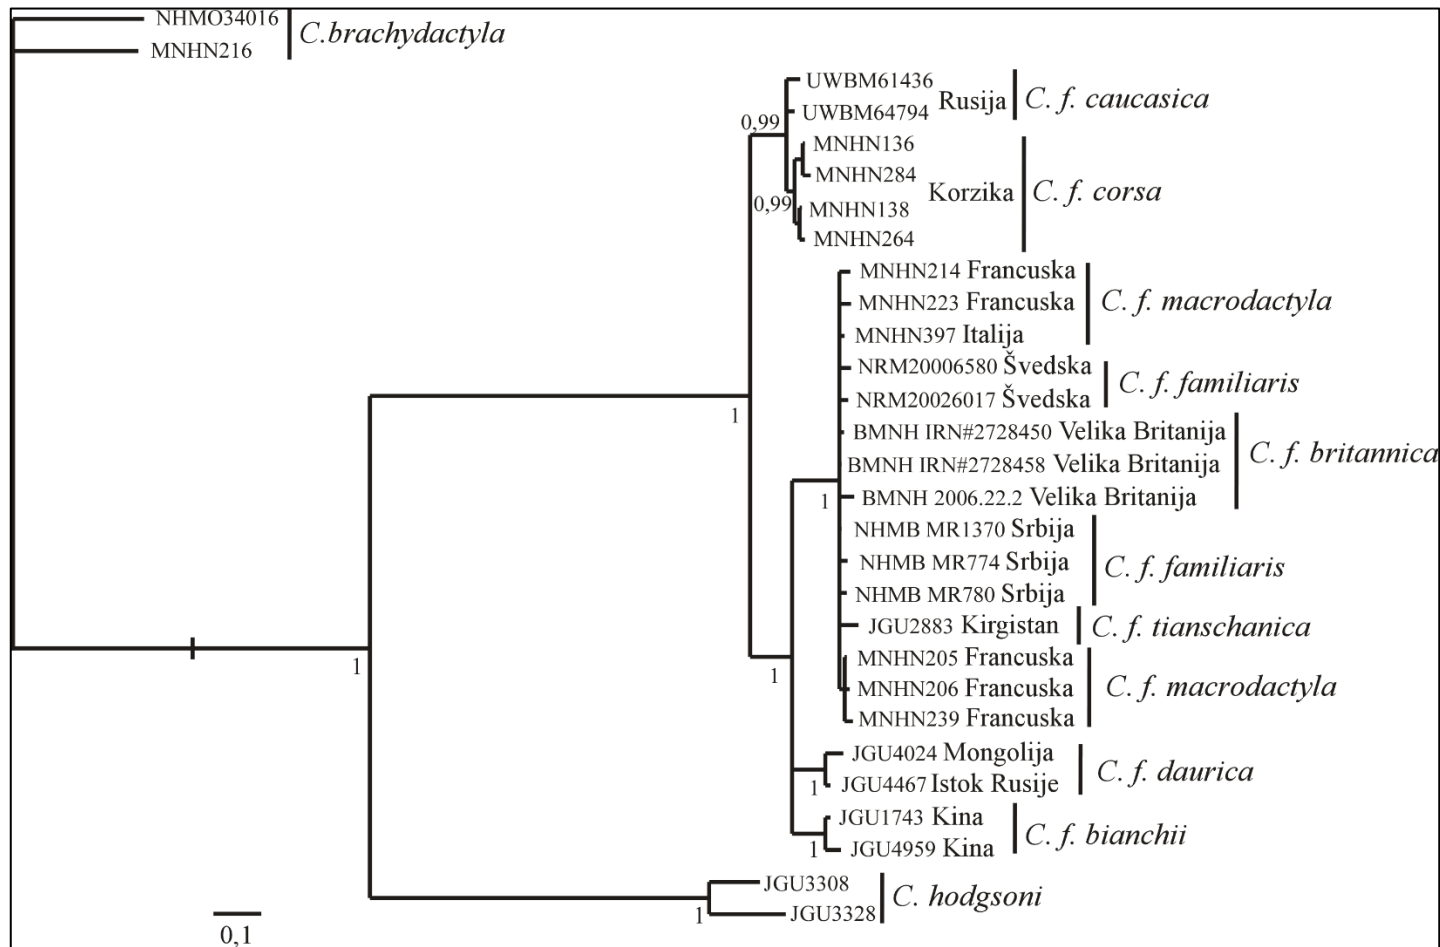 NHMO34016
MNHN216
C.brachydactyla
UWBM61436
UWBM64794
Rusija
C. f. caucasica
0,99
MNHN136
MNHN284
MNHN138
MNHN264
Korzika
C. f. corsa
0,99
MNHN214 Francuska
MNHN223 Francuska
MNHN397 Italija
C. f. macrodactyla
NRM20006580 Švedska
NRM20026017 Švedska
C. f. familiaris
1
BMNH IRN#2728450 Velika Britanija
BMNH IRN#2728458 Velika Britanija
BMNH 2006.22.2 Velika Britanija
C. f. britannica
1
NHMB MR1370 Srbija
NHMB MR774 Srbija
NHMB MR780 Srbija
C. f. familiaris
JGU2883 Kirgistan
C. f. tianschanica
1
1
MNHN205 Francuska
MNHN206 Francuska
MNHN239 Francuska
C. f. macrodactyla
JGU4024 Mongolija
JGU4467 Istok Rusije
C. f. daurica
1
JGU1743 Kina
JGU4959 Kina
C. f. bianchii
1
JGU3308
JGU3328
C. hodgsoni
1
0,1